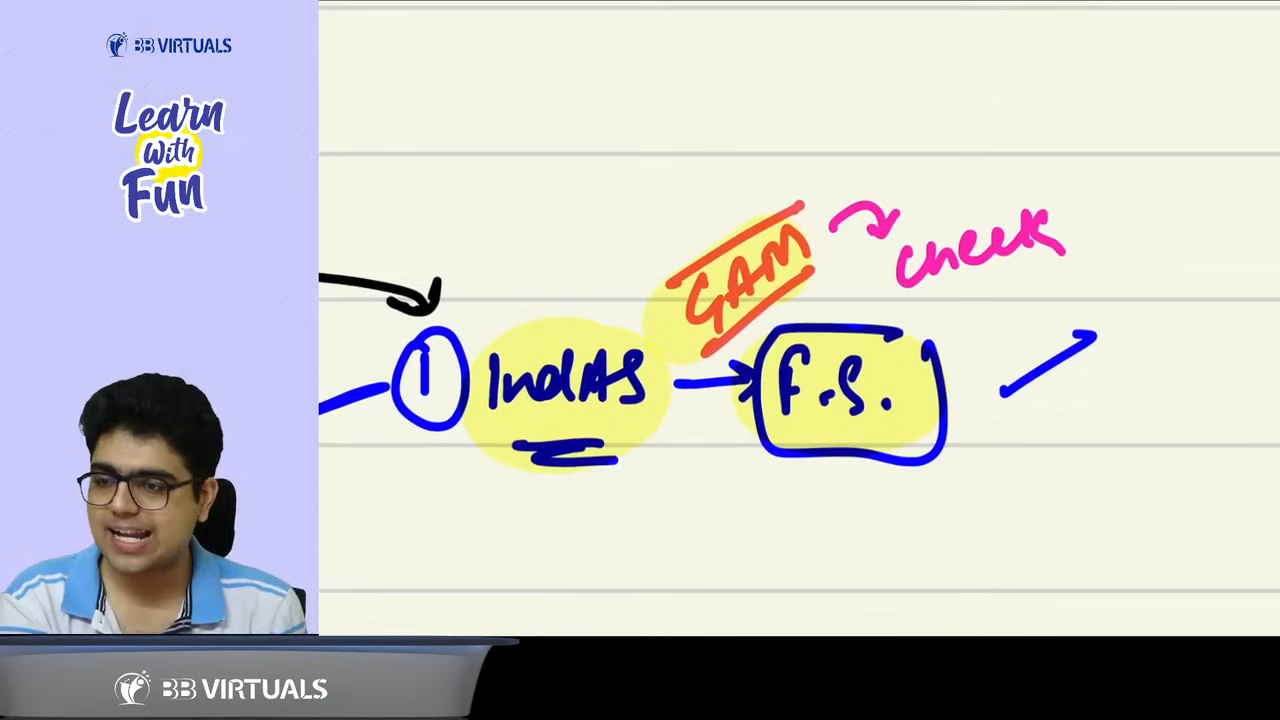 BB VIRTUALS
Learn
With
Fun
GAM
check
1 IndAS
F.S.
BB VIRTUALS